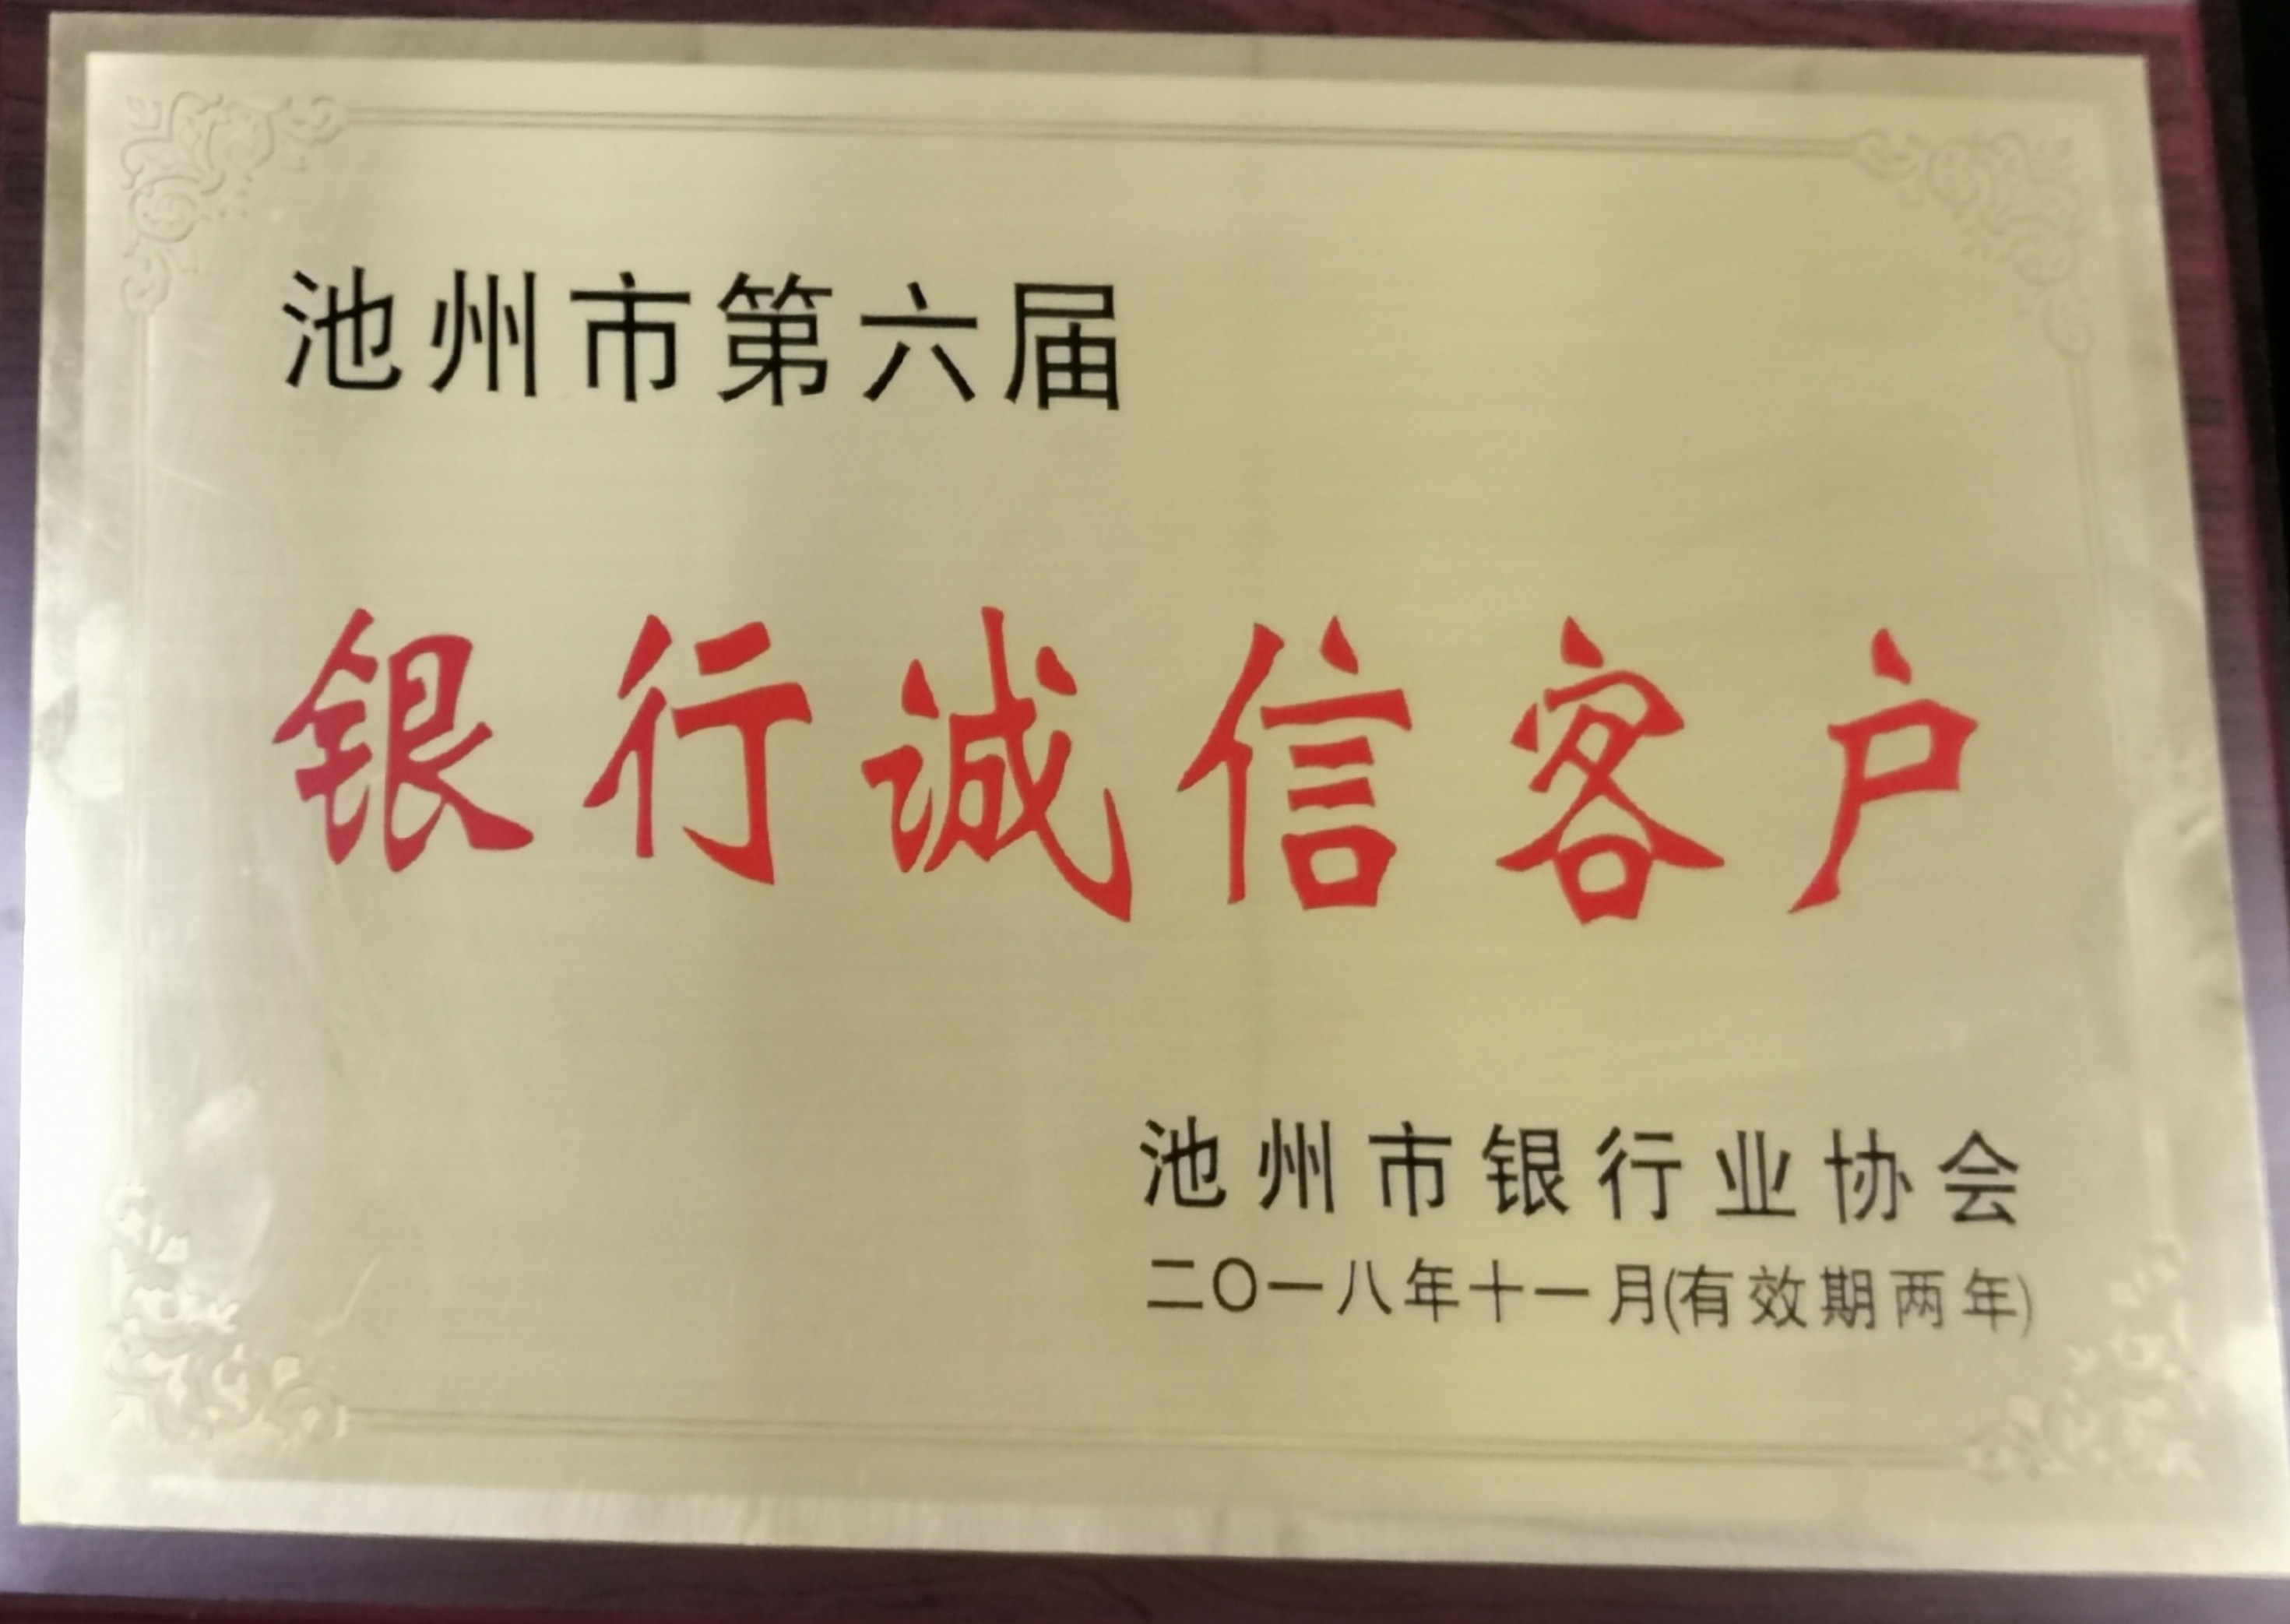 池州市第六届
银行诚信客户
池州市银行业协会
二〇一八年十一月(有效期两年)